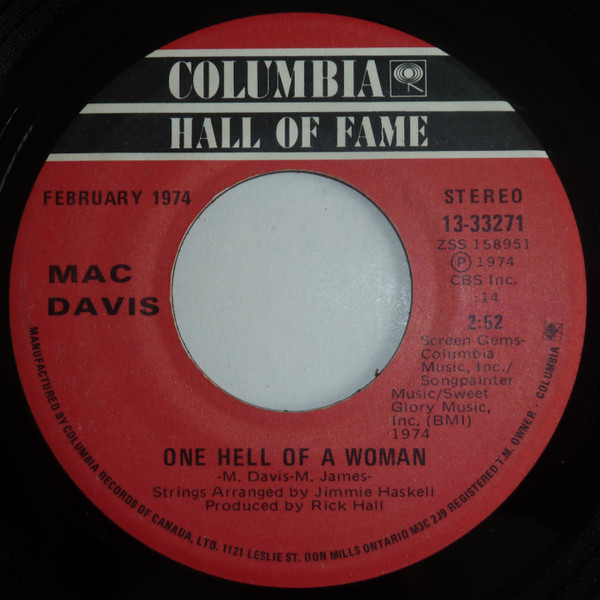 COLUMBIA
HALL OF FAME
FEBRUARY 1974
STEREO
13-33271
ZSS 158951
Ⓟ 1974
CBS Inc.
:14
MAC
DAVIS
2:52
Screen Gems-
Columbia
Music, Inc./
Songpainter
Music/Sweet
Glory Music,
Inc. (BMI)
1974
ONE HELL OF A WOMAN
-M. Davis-M. James-
Strings Arranged by Jimmie Haskell
Produced by Rick Hall
MANUFACTURED BY COLUMBIA RECORDS OF CANADA, LTD. 1121 LESLIE ST. DON MILLS ONTARIO M3C 2J9 REGISTERED T.M. OWNER - COLUMBIA